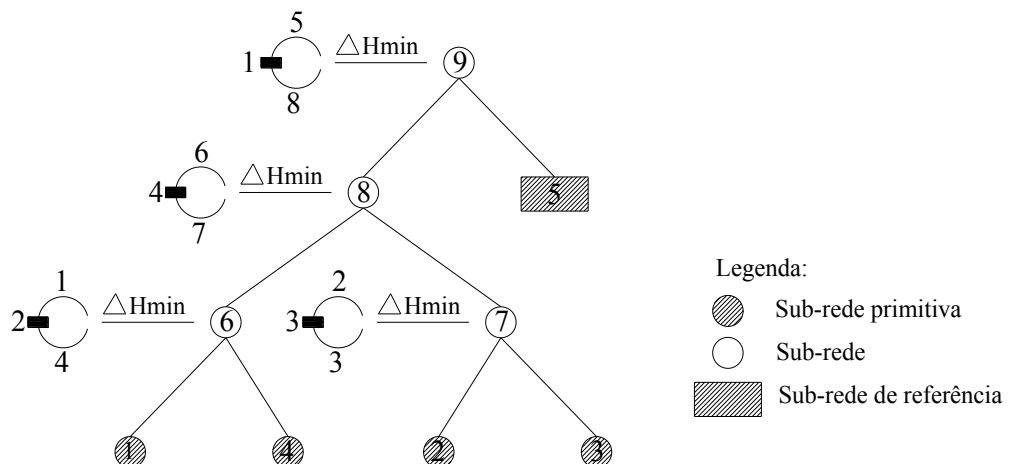 5
1 △Hmin 9
8
6
4 △Hmin 8 5
7
1 2
2 △Hmin 6 3 △Hmin 7
4 3
1 4 2 3
Legenda:
Sub-rede primitiva
Sub-rede
Sub-rede de referência